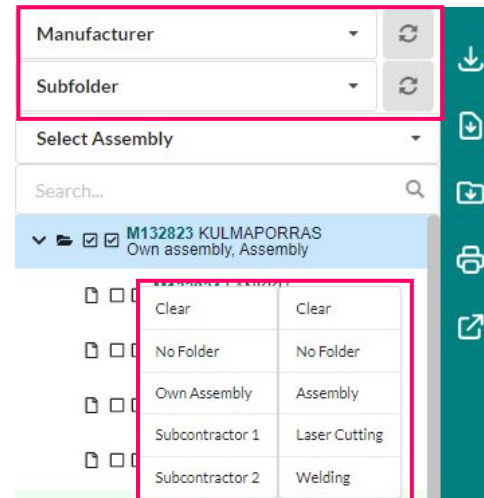 Manufacturer
Subfolder
Select Assembly
Search...
M132823 KULMAPORRAS
Own assembly, Assembly
Clear Clear
No Folder No Folder
Own Assembly Assembly
Subcontractor 1 Laser Cutting
Subcontractor 2 Welding